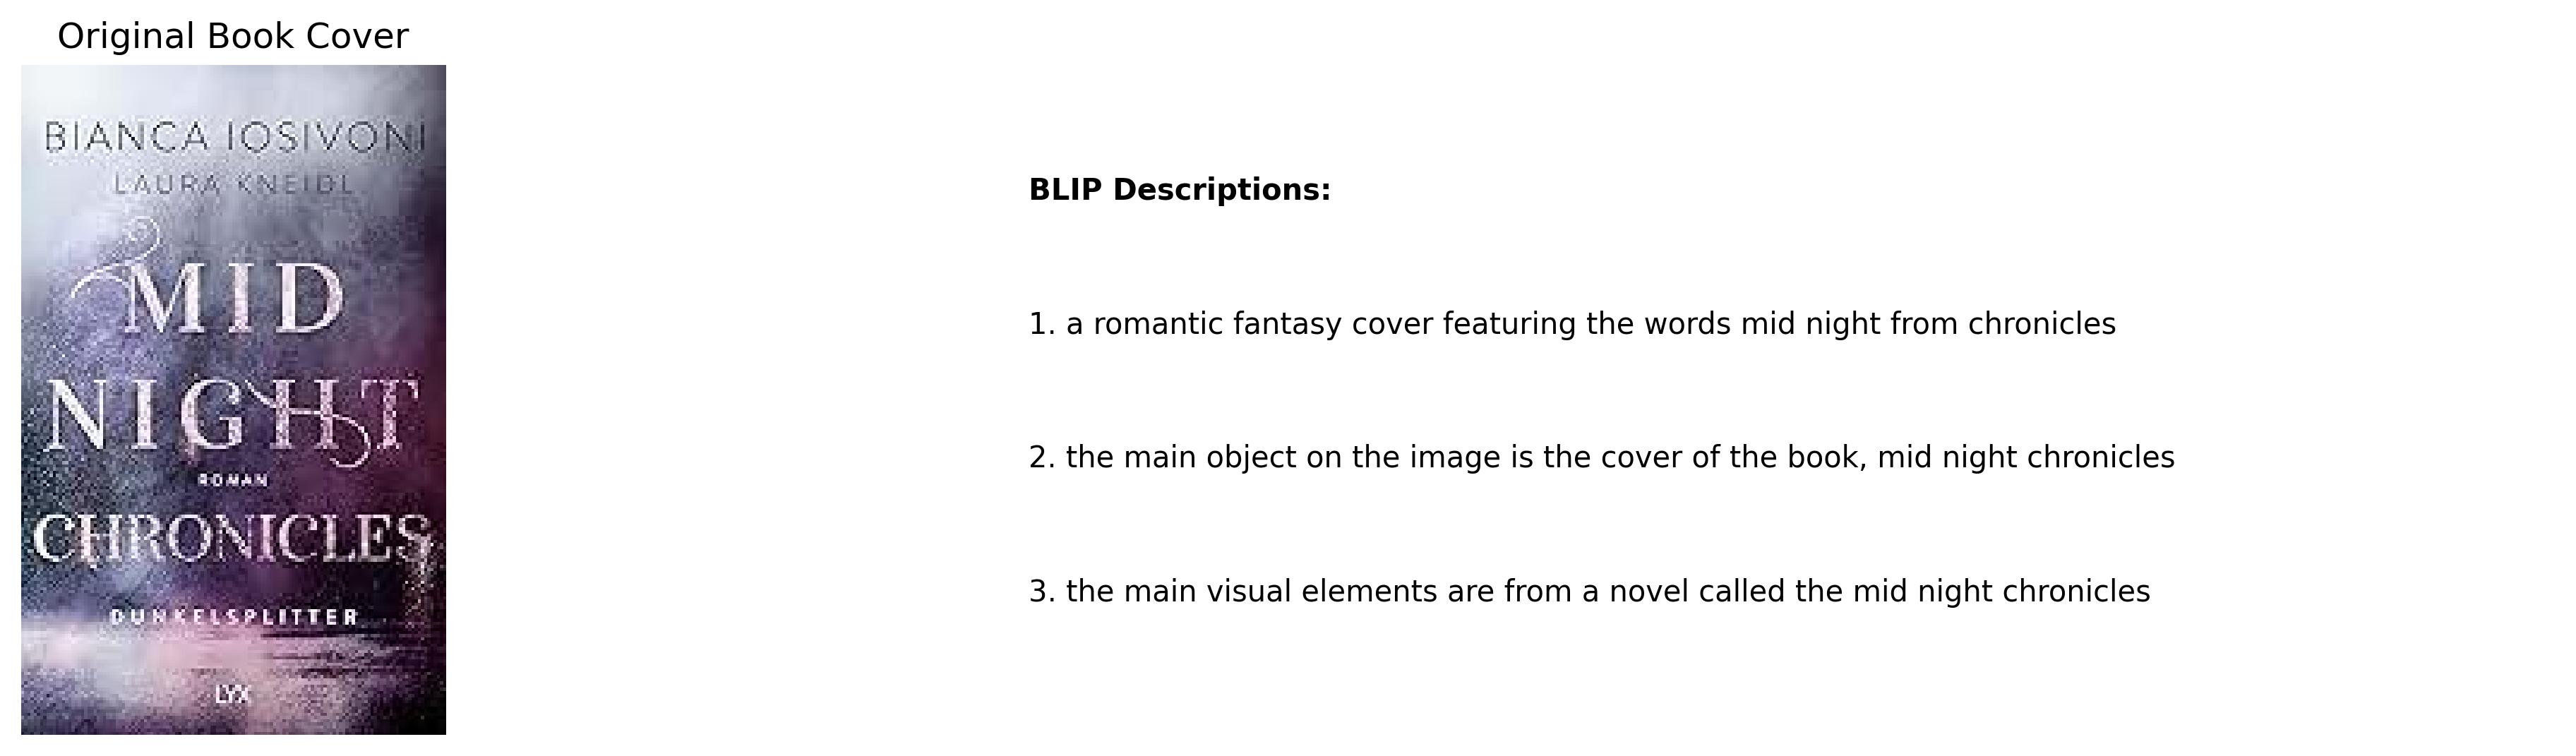 Original Book Cover
BIANCA IOSIVONI
LAURA KNEIDL
MID
NIGHT
ROMAN
CHRONICLES
DUNKELSPLITTER
LYX
BLIP Descriptions:
1. a romantic fantasy cover featuring the words mid night from chronicles
2. the main object on the image is the cover of the book, mid night chronicles
3. the main visual elements are from a novel called the mid night chronicles